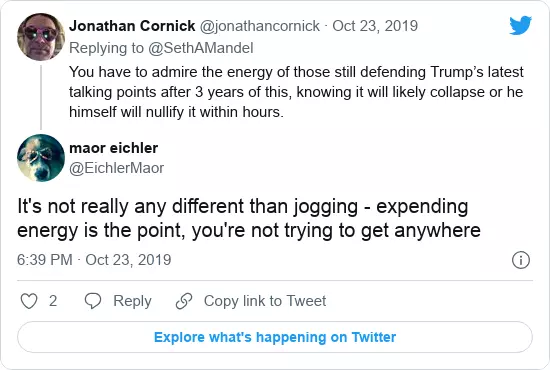 Jonathan Cornick @jonathancornick · Oct 23, 2019
Replying to @SethAMandel
You have to admire the energy of those still defending Trump’s latest
talking points after 3 years of this, knowing it will likely collapse or he
himself will nullify it within hours.
maor eichler
@EichlerMaor
It's not really any different than jogging - expending
energy is the point, you're not trying to get anywhere
6:39 PM · Oct 23, 2019
2 Reply Copy link to Tweet
Explore what's happening on Twitter